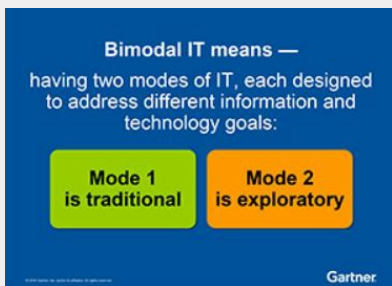 Bimodal IT means —
having two modes of IT, each designed
to address different information and
technology goals:
Mode 1
is traditional
Mode 2
is exploratory
Gartner